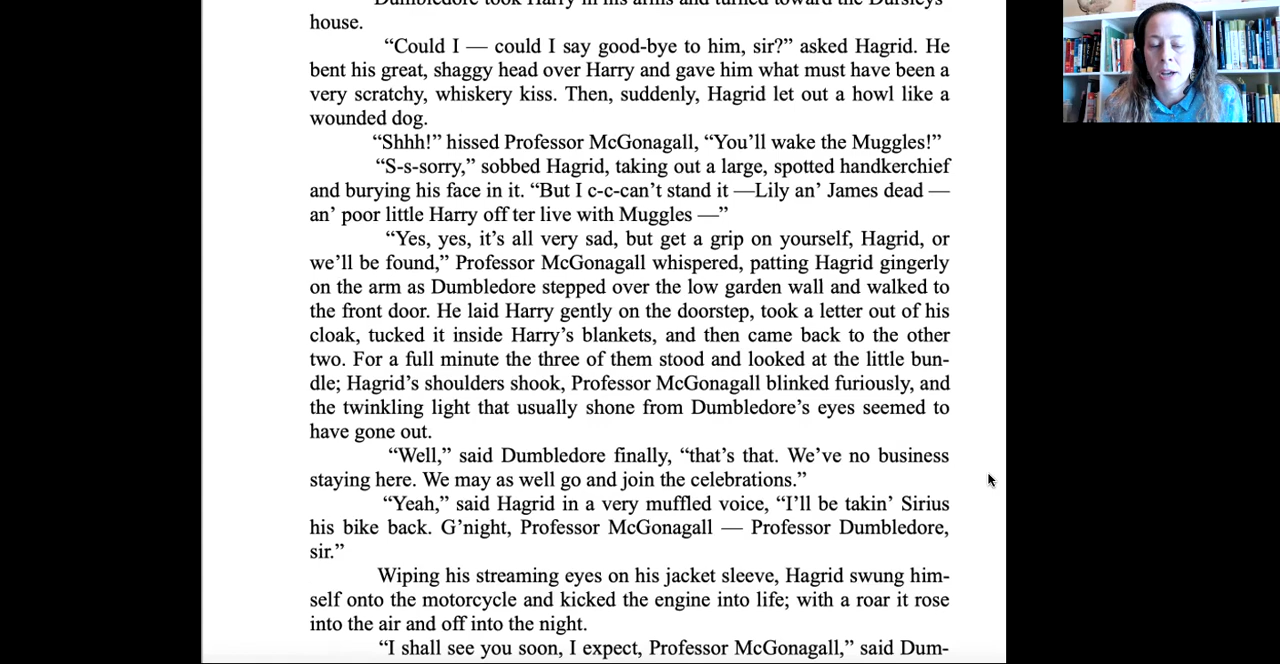 Dumbledore took Harry in his arms and turned toward the Dursleys'
house.
“Could I — could I say good-bye to him, sir?” asked Hagrid. He
bent his great, shaggy head over Harry and gave him what must have been a
very scratchy, whiskery kiss. Then, suddenly, Hagrid let out a howl like a
wounded dog.
“Shhh!” hissed Professor McGonagall, “You’ll wake the Muggles!”
“S-s-sorry,” sobbed Hagrid, taking out a large, spotted handkerchief
and burying his face in it. “But I c-c-can’t stand it —Lily an’ James dead —
an’ poor little Harry off ter live with Muggles —”
“Yes, yes, it’s all very sad, but get a grip on yourself, Hagrid, or
we’ll be found,” Professor McGonagall whispered, patting Hagrid gingerly
on the arm as Dumbledore stepped over the low garden wall and walked to
the front door. He laid Harry gently on the doorstep, took a letter out of his
cloak, tucked it inside Harry’s blankets, and then came back to the other
two. For a full minute the three of them stood and looked at the little bun-
dle; Hagrid’s shoulders shook, Professor McGonagall blinked furiously, and
the twinkling light that usually shone from Dumbledore’s eyes seemed to
have gone out.
“Well,” said Dumbledore finally, “that’s that. We’ve no business
staying here. We may as well go and join the celebrations.”
“Yeah,” said Hagrid in a very muffled voice, “I’ll be takin’ Sirius
his bike back. G’night, Professor McGonagall — Professor Dumbledore,
sir.”
Wiping his streaming eyes on his jacket sleeve, Hagrid swung him-
self onto the motorcycle and kicked the engine into life; with a roar it rose
into the air and off into the night.
“I shall see you soon, I expect, Professor McGonagall,” said Dum-